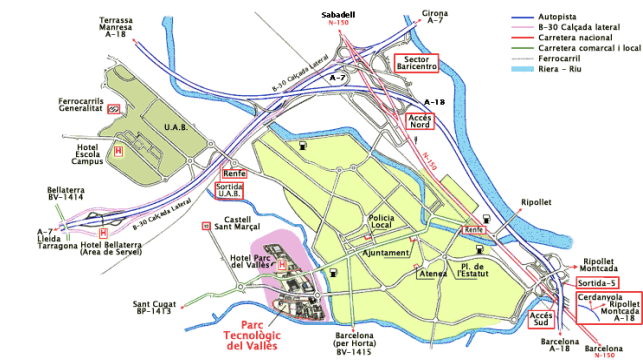 Sabadell
N-150
Girona
A-7
Terrassa
Manresa
A-18
Autopista
B-30 Calçada lateral
Carretera nacional
Carretera comarcal i local
Ferrocarril
Riera - Riu
B-30 Calçada Lateral
A-7
Sector
Baricentro
A-18
Accés
Nord
N-150
Ferrocarrils
Generalitat
U.A.B.
Hotel
Escola
Campus
H
Renfe
Sortida
U.A.B.
Bellaterra
BV-1414
B-30 Calçada Lateral
A-7
Lleida
Tarragona
H
Hotel Bellaterra
(Area de Servei)
Castell
Sant Marçal
Policia
Local
Ajuntament
Renfe
Ripollet
Hotel Parc
del Vallès
H
Atenea
Pl. de
l'Estatut
Ripollet
Montcada
Sortida-5
Cerdanyola
Ripollet
Montcada
A-18
Sant Cugat
BP-1413
Parc
Tecnològic
del Vallès
Barcelona
(per Horta)
BV-1415
Accés
Sud
Barcelona
A-18
Barcelona
N-150